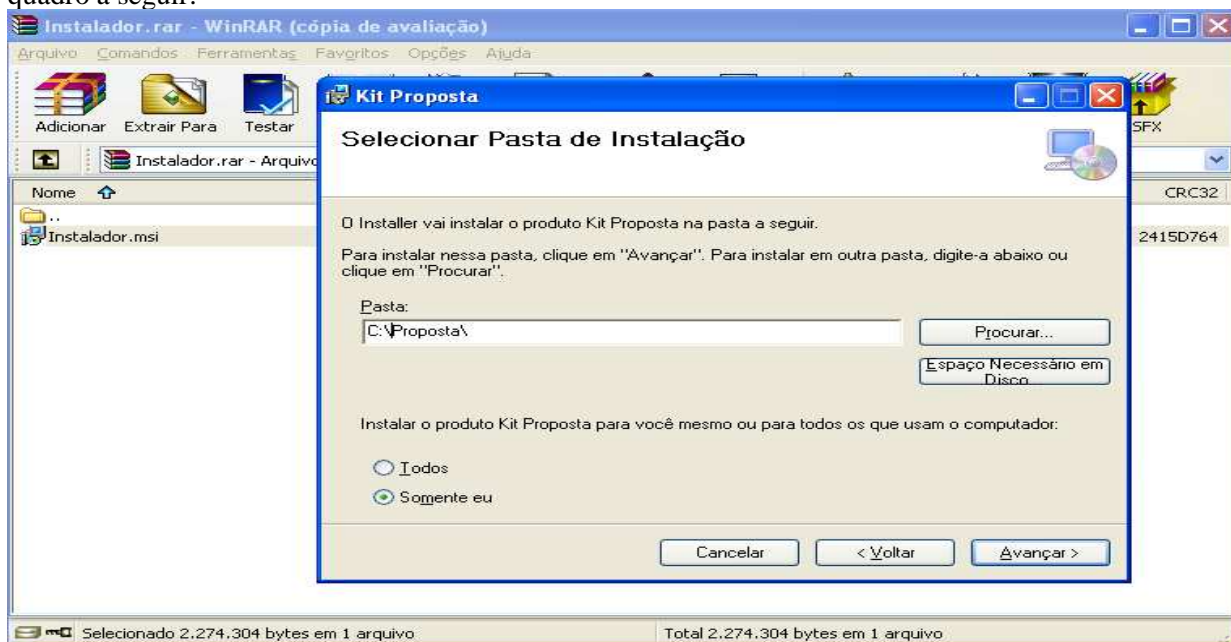 quadro a seguir:
Instalador.rar - WinRAR (cópia de avaliação)
Arquivo Comandos Ferramentas Favoritos Opções Ajuda
Adicionar Extrair Para Testar SFX
Instalador.rar - Arquivo
Nome CRC32
..
Instalador.msi 2415D764
Kit Proposta
Selecionar Pasta de Instalação
O Installer vai instalar o produto Kit Proposta na pasta a seguir.
Para instalar nessa pasta, clique em "Avançar". Para instalar em outra pasta, digite-a abaixo ou
clique em "Procurar".
Pasta:
C:\Proposta\
Procurar...
Espaço Necessário em
Disco...
Instalar o produto Kit Proposta para você mesmo ou para todos os que usam o computador:
Todos
Somente eu
Cancelar < Voltar Avançar >
Selecionado 2.274.304 bytes em 1 arquivo Total 2.274.304 bytes em 1 arquivo